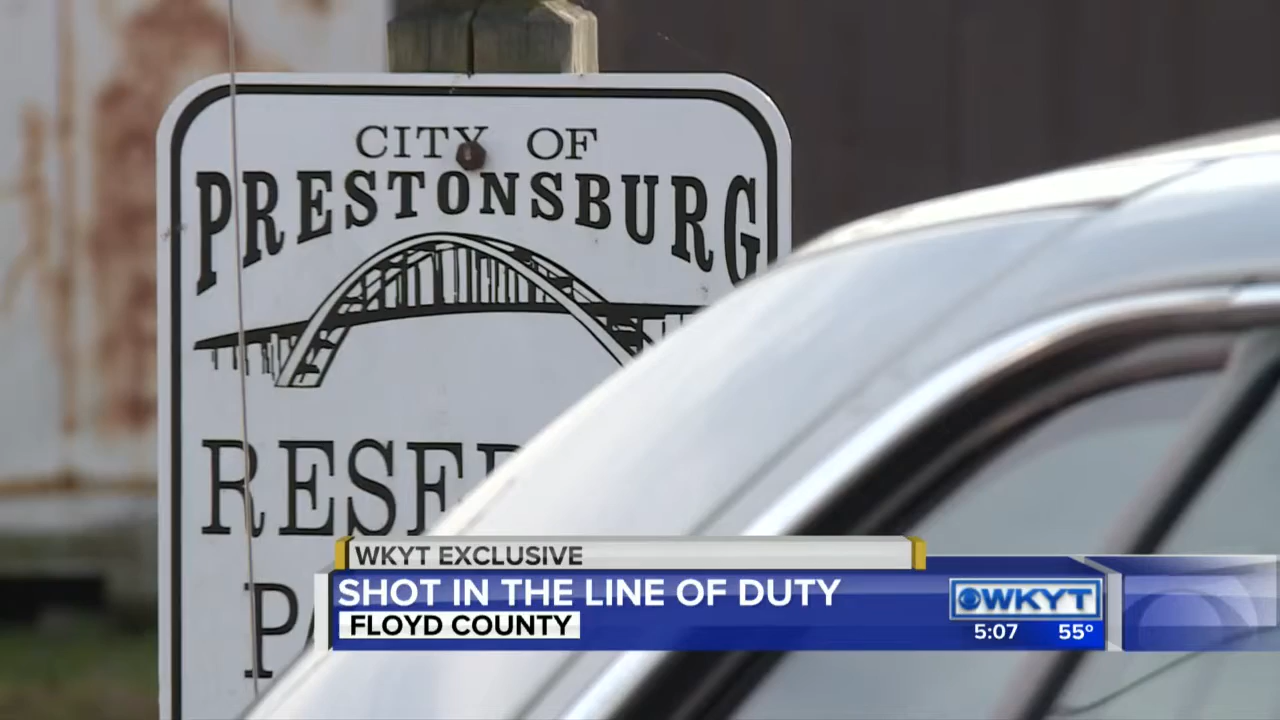 CITY OF
PRESTONSBURG
WKYT EXCLUSIVE
SHOT IN THE LINE OF DUTY
FLOYD COUNTY
WKYT
5:07 55°